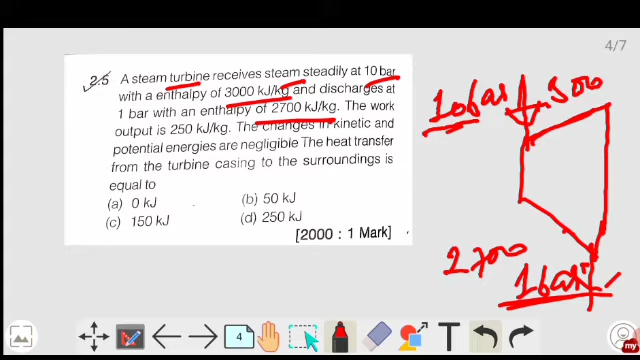 4/7
2.5 A steam turbine receives steam steadily at 10 bar
with a enthalpy of 3000 kJ/kg and discharges at
1 bar with an enthalpy of 2700 kJ/kg. The work
output is 250 kJ/kg. The changes in kinetic and
potential energies are negligible The heat transfer
from the turbine casing to the surroundings is
equal to
(a) 0 kJ (b) 50 kJ
(c) 150 kJ (d) 250 kJ
[2000 : 1 Mark]
10 bar
2700
1 bar
4
T
my